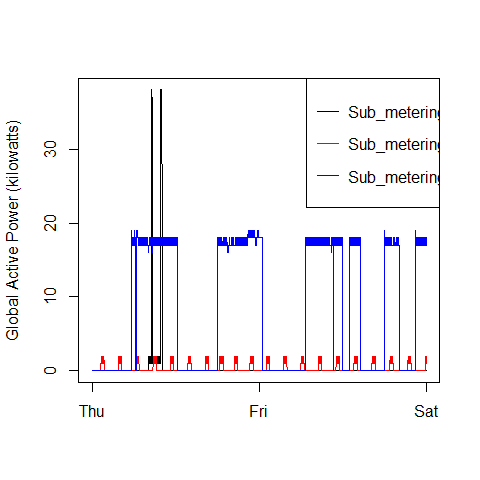 Global Active Power (kilowatts)
30
20
10
0
Thu
Fri
Sat
Sub_metering
Sub_metering
Sub_metering